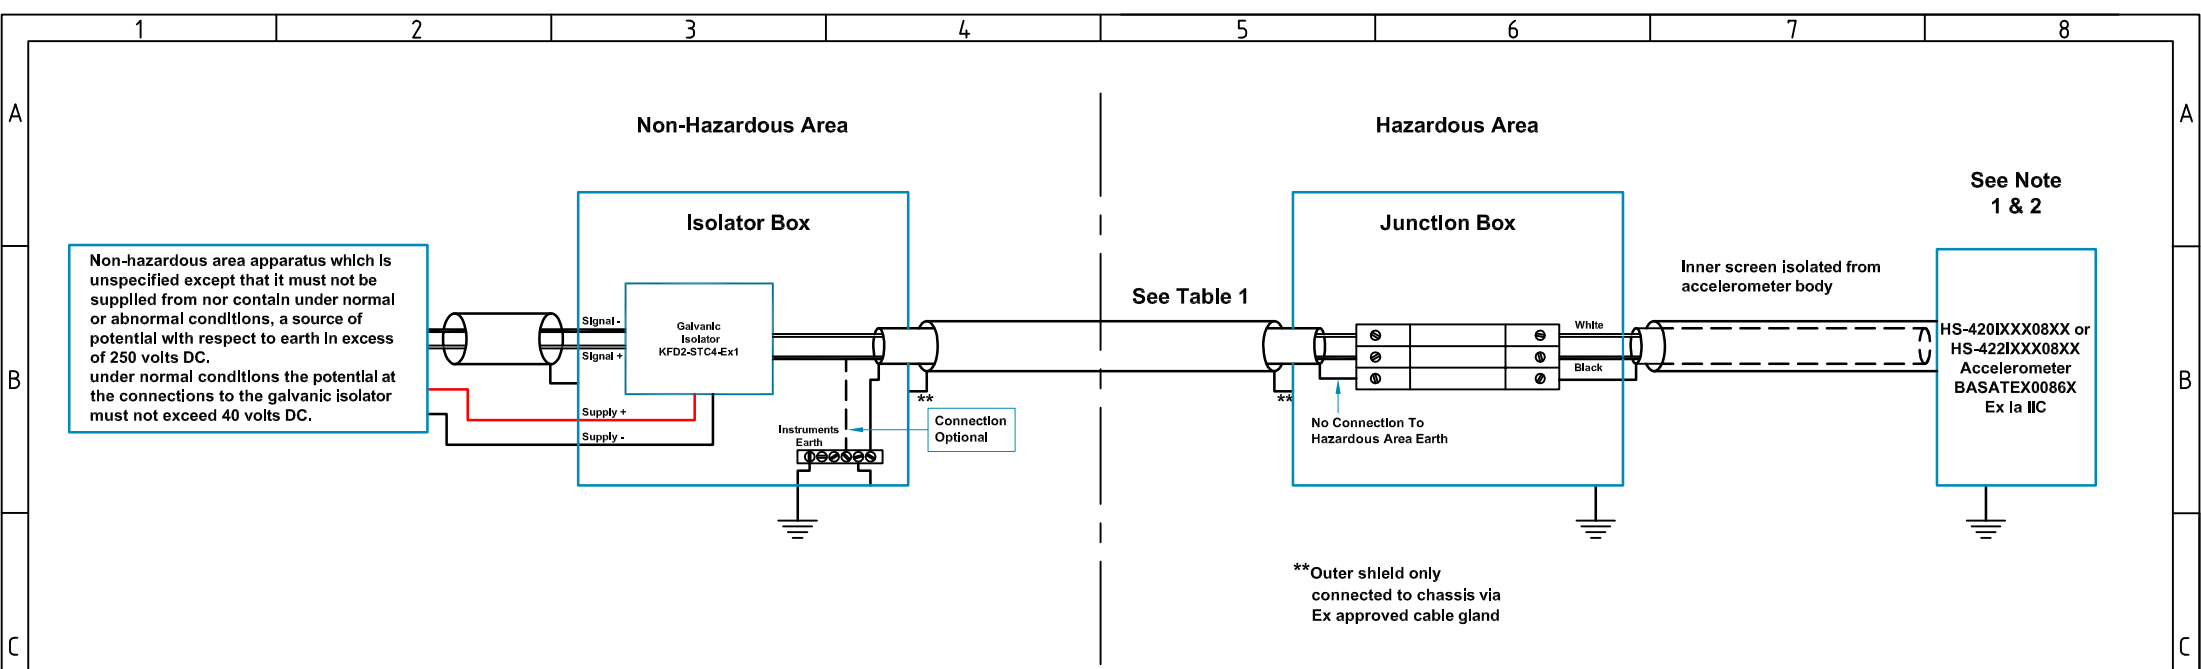 1 2 3 4 5 6 7 8
A A
Non-Hazardous Area
Hazardous Area
See Note
1 & 2
Isolator Box
Junction Box
B B
Non-hazardous area apparatus which is
unspecified except that it must not be
supplied from nor contain under normal
or abnormal conditions, a source of
potential with respect to earth in excess
of 250 volts DC.
under normal conditions the potential at
the connections to the galvanic isolator
must not exceed 40 volts DC.
Signal -
Signal +
Supply +
Supply -
Galvanic
Isolator
KFD2-STC4-Ex1
Instruments
Earth
**
Connection
Optional
See Table 1
**
No Connection To
Hazardous Area Earth
White
Black
Inner screen isolated from
accelerometer body
HS-420IXXX08XX or
HS-422IXXX08XX
Accelerometer
BASATEX0086X
Ex Ia IIC
**Outer shield only
connected to chassis via
Ex approved cable gland
C C